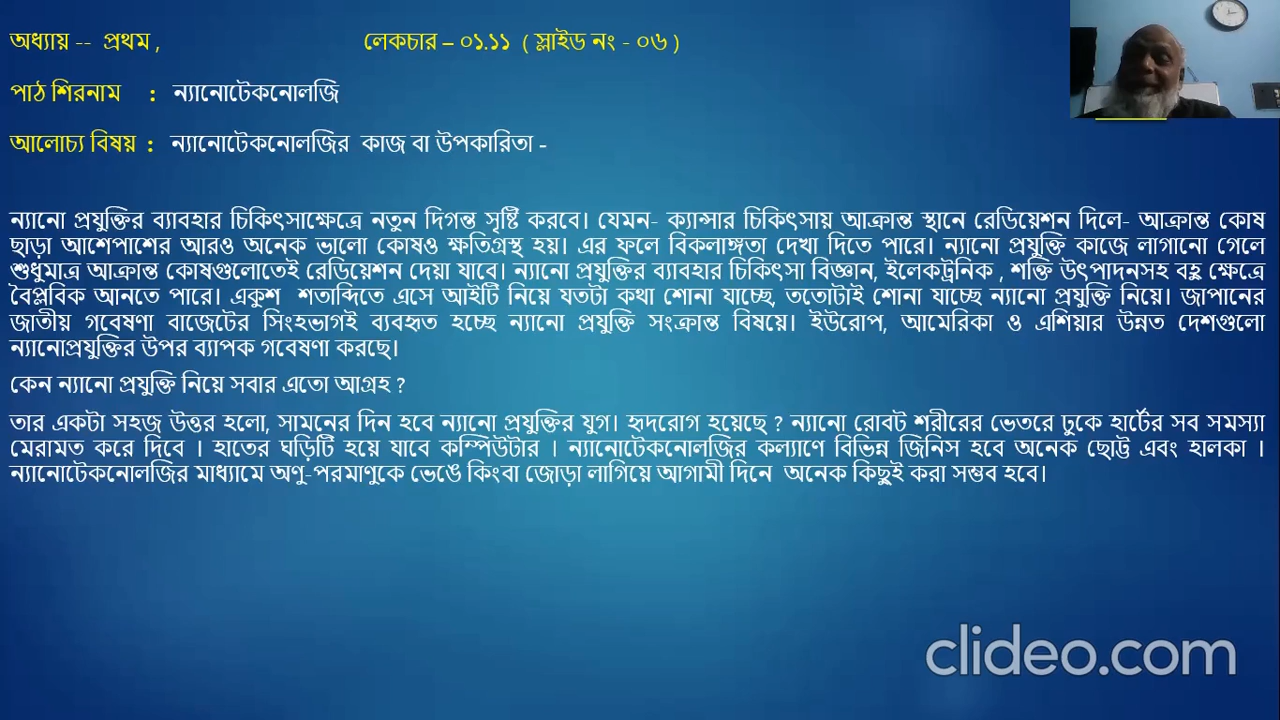 অধ্যায় -- প্রথম , লেকচার – ০১.১১ ( স্লাইড নং - ০৬ )
পাঠ শিরনাম : ন্যানোটেকনোলজি
আলোচ্য বিষয় : ন্যানোটেকনোলজির কাজ বা উপকারিতা -
ন্যানো প্রযুক্তির ব্যাবহার চিকিৎসাক্ষেত্রে নতুন দিগন্ত সৃষ্টি করবে। যেমন- ক্যান্সার চিকিৎসায় আক্রান্ত স্থানে রেডিয়েশন দিলে- আক্রান্ত কোষ
ছাড়া আশেপাশের আরও অনেক ভালো কোষও ক্ষতিগ্রস্থ হয়। এর ফলে বিকলাঙ্গতা দেখা দিতে পারে। ন্যানো প্রযুক্তি কাজে লাগানো গেলে
শুধুমাত্র আক্রান্ত কোষগুলোতেই রেডিয়েশন দেয়া যাবে। ন্যানো প্রযুক্তির ব্যাবহার চিকিৎসা বিজ্ঞান, ইলেকট্রনিক , শক্তি উৎপাদনসহ বহু ক্ষেত্রে
বৈপ্লবিক আনতে পারে। একুশ শতাব্দিতে এসে আইটি নিয়ে যতটা কথা শোনা যাচ্ছে, ততোটাই শোনা যাচ্ছে ন্যানো প্রযুক্তি নিয়ে। জাপানের
জাতীয় গবেষণা বাজেটের সিংহভাগই ব্যবহৃত হচ্ছে ন্যানো প্রযুক্তি সংক্রান্ত বিষয়ে। ইউরোপ, আমেরিকা ও এশিয়ার উন্নত দেশগুলো
ন্যানোপ্রযুক্তির উপর ব্যাপক গবেষণা করছে।
কেন ন্যানো প্রযুক্তি নিয়ে সবার এতো আগ্রহ ?
তার একটা সহজ উত্তর হলো, সামনের দিন হবে ন্যানো প্রযুক্তির যুগ। হৃদরোগ হয়েছে ? ন্যানো রোবট শরীরের ভেতরে ঢুকে হার্টের সব সমস্যা
মেরামত করে দিবে । হাতের ঘড়িটি হয়ে যাবে কম্পিউটার । ন্যানোটেকনোলজির কল্যাণে বিভিন্ন জিনিস হবে অনেক ছোট্ট এবং হালকা ।
ন্যানোটেকনোলজির মাধ্যমে অণু-পরমাণুকে ভেঙে কিংবা জোড়া লাগিয়ে আগামী দিনে অনেক কিছুই করা সম্ভব হবে।
clideo.com